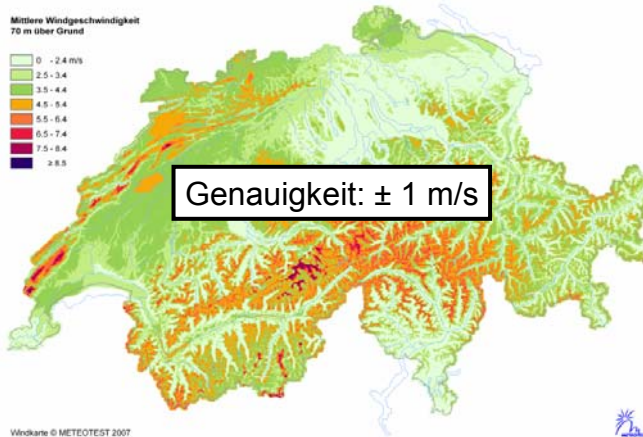 Mittlere Windgeschwindigkeit
70 m über Grund
0 - 2.4 m/s
2.5 - 3.4
3.5 - 4.4
4.5 - 5.4
5.5 - 6.4
6.5 - 7.4
7.5 - 8.4
≥ 8.5
Genauigkeit: ± 1 m/s
Windkarte © METEOTEST 2007